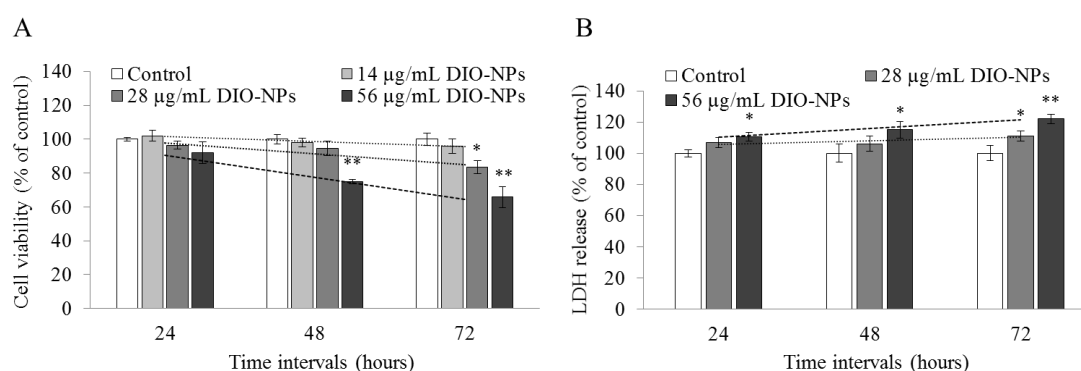 A
Cell viability (% of control)
140
120
100
80
60
40
20
0
Control
14 µg/mL DIO-NPs
28 µg/mL DIO-NPs
56 µg/mL DIO-NPs
**
*
**
24
48
72
Time intervals (hours)
B
LDH release (% of control)
140
120
100
80
60
40
20
0
Control
28 µg/mL DIO-NPs
56 µg/mL DIO-NPs
*
*
*
**
24
48
72
Time intervals (hours)